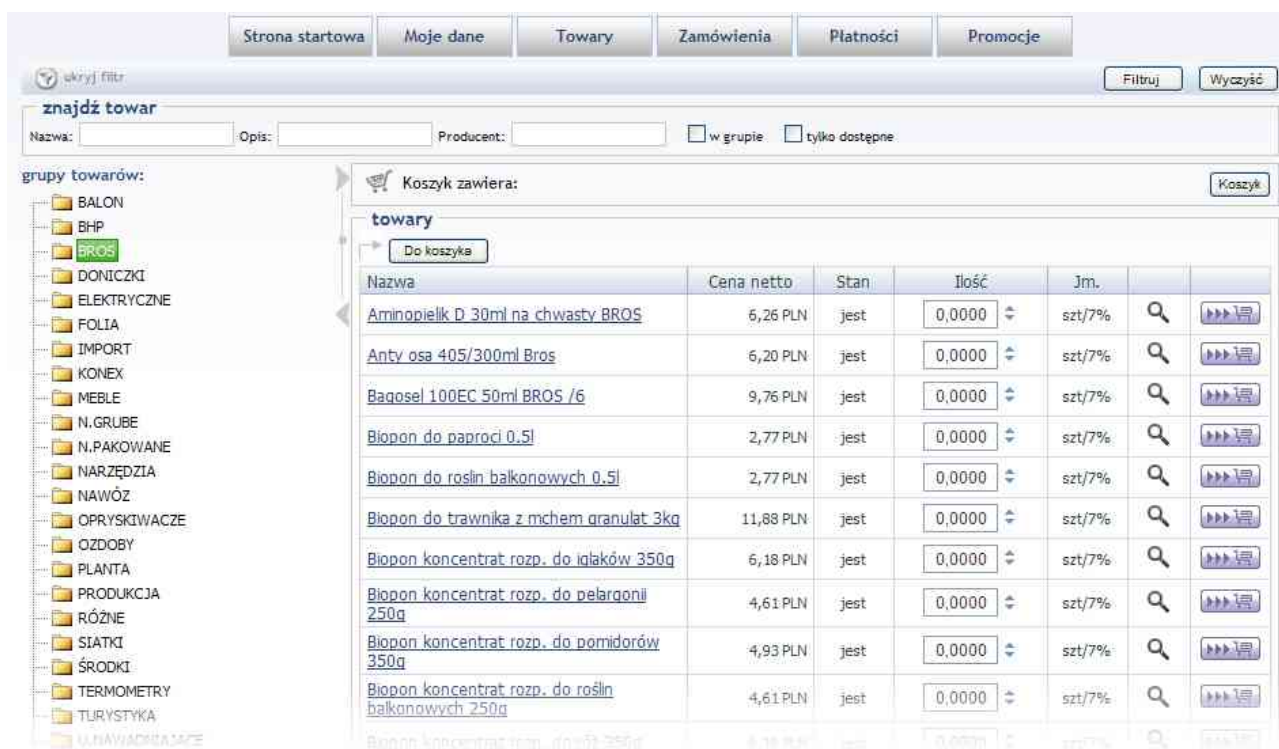 Strona startowa Moje dane Towary Zamówienia Płatności Promocje
ukryj filtr Filtruj Wyczyść
znajdź towar
Nazwa: Opis: Producent: w grupie tylko dostępne
grupy towarów:
BALON
BHP
BROS
DONICZKI
ELEKTRYCZNE
FOLIA
IMPORT
KONEX
MEBLE
N.GRUBE
N.PAKOWANE
NARZĘDZIA
NAWÓZ
OPRYSKIWACZE
OZDOBY
PLANTA
PRODUKCJA
RÓŻNE
SIATKI
ŚRODKI
TERMOMETRY
TURYSTYKA
U.NAWADNIAJĄCE
Koszyk zawiera: Koszyk
towary
Do koszyka
Nazwa Cena netto Stan Ilość Jm.
Aminopielik D 30ml na chwasty BROS 6,26 PLN jest 0,0000 szt/7%
Anty osa 405/300ml Bros 6,20 PLN jest 0,0000 szt/7%
Bagosel 100EC 50ml BROS /6 9,76 PLN jest 0,0000 szt/7%
Biopon do paproci 0.5l 2,77 PLN jest 0,0000 szt/7%
Biopon do roslin balkonowych 0.5l 2,77 PLN jest 0,0000 szt/7%
Biopon do trawnika z mchem granulat 3kg 11,88 PLN jest 0,0000 szt/7%
Biopon koncentrat rozp. do iglaków 350g 6,18 PLN jest 0,0000 szt/7%
Biopon koncentrat rozp. do pelargonii
250g 4,61 PLN jest 0,0000 szt/7%
Biopon koncentrat rozp. do pomidorów
350g 4,93 PLN jest 0,0000 szt/7%
Biopon koncentrat rozp. do roślin
balkonowych 250g 4,61 PLN jest 0,0000 szt/7%
Biopon koncentrat rozp. 350g 0,0000 szt/7%